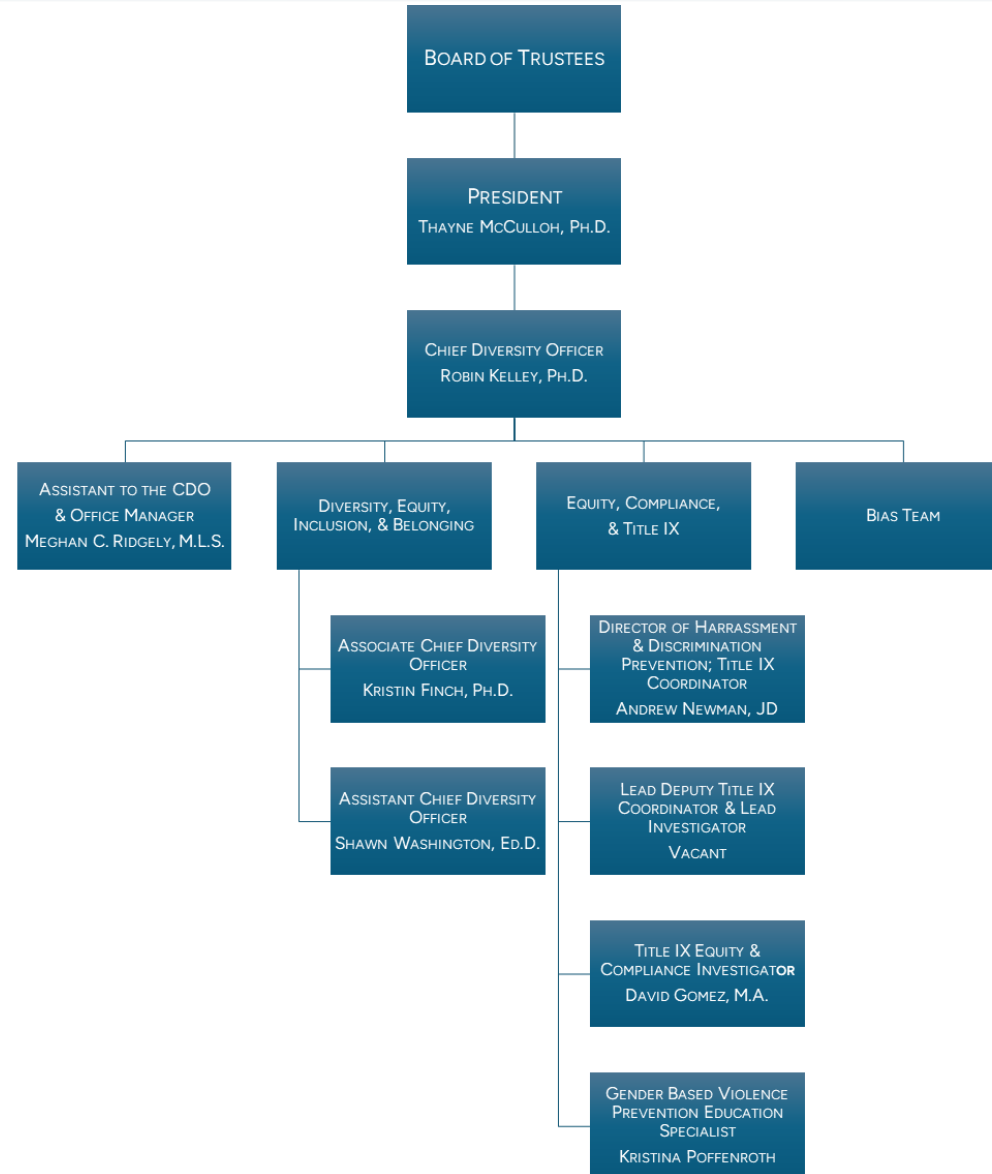 Board of Trustees
President
Thayne McCulloh, Ph.D.
Chief Diversity Officer
Robin Kelley, Ph.D.
Assistant to the CDO
& Office Manager
Meghan C. Ridgely, M.L.S.
Diversity, Equity,
Inclusion, & Belonging
Equity, Compliance,
& Title IX
Bias Team
Associate Chief Diversity
Officer
Kristin Finch, Ph.D.
Assistant Chief Diversity
Officer
Shawn Washington, Ed.D.
Director of Harrassment
& Discrimination
Prevention; Title IX
Coordinator
Andrew Newman, JD
Lead Deputy Title IX
Coordinator & Lead
Investigator
Vacant
Title IX Equity &
Compliance Investigator
David Gomez, M.A.
Gender Based Violence
Prevention Education
Specialist
Kristina Poffenroth